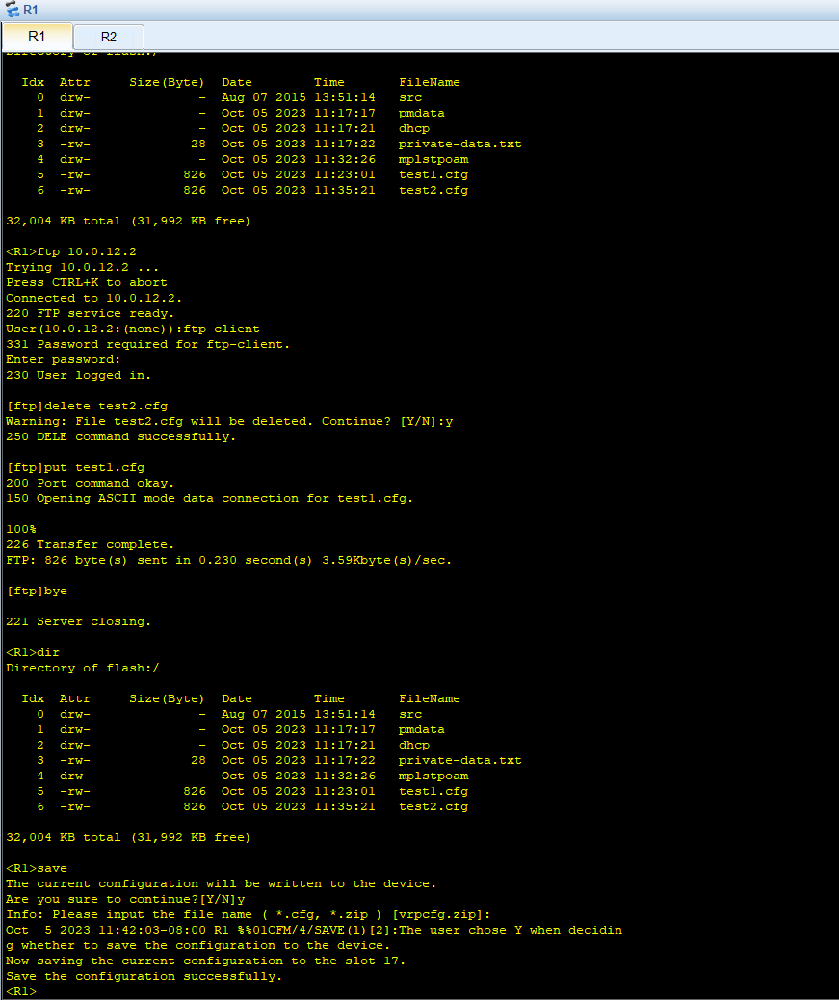 R1
R1 R2
Directory of flash:/
Idx Attr Size(Byte) Date Time FileName
0 drw- - Aug 07 2015 13:51:14 src
1 drw- - Oct 05 2023 11:17:17 pmdata
2 drw- - Oct 05 2023 11:17:21 dhcp
3 -rw- 28 Oct 05 2023 11:17:22 private-data.txt
4 drw- - Oct 05 2023 11:32:26 mplstpoam
5 -rw- 826 Oct 05 2023 11:23:01 test1.cfg
6 -rw- 826 Oct 05 2023 11:35:21 test2.cfg
32,004 KB total (31,992 KB free)
<R1>ftp 10.0.12.2
Trying 10.0.12.2 ...
Press CTRL+K to abort
Connected to 10.0.12.2.
220 FTP service ready.
User(10.0.12.2:(none)):ftp-client
331 Password required for ftp-client.
Enter password:
230 User logged in.
[ftp]delete test2.cfg
Warning: File test2.cfg will be deleted. Continue? [Y/N]:y
250 DELE command successfully.
[ftp]put test1.cfg
200 Port command okay.
150 Opening ASCII mode data connection for test1.cfg.
100%
226 Transfer complete.
FTP: 826 byte(s) sent in 0.230 second(s) 3.59Kbyte(s)/sec.
[ftp]bye
221 Server closing.
<R1>dir
Directory of flash:/
Idx Attr Size(Byte) Date Time FileName
0 drw- - Aug 07 2015 13:51:14 src
1 drw- - Oct 05 2023 11:17:17 pmdata
2 drw- - Oct 05 2023 11:17:21 dhcp
3 -rw- 28 Oct 05 2023 11:17:22 private-data.txt
4 drw- - Oct 05 2023 11:32:26 mplstpoam
5 -rw- 826 Oct 05 2023 11:23:01 test1.cfg
6 -rw- 826 Oct 05 2023 11:35:21 test2.cfg
32,004 KB total (31,992 KB free)
<R1>save
The current configuration will be written to the device.
Are you sure to continue?[Y/N]y
Info: Please input the file name ( *.cfg, *.zip ) [vrpcfg.zip]:
Oct  5 2023 11:42:03-08:00 R1 %%01CFM/4/SAVE(l)[2]:The user chose Y when decidin
g whether to save the configuration to the device.
Now saving the current configuration to the slot 17.
Save the configuration successfully.
<R1>